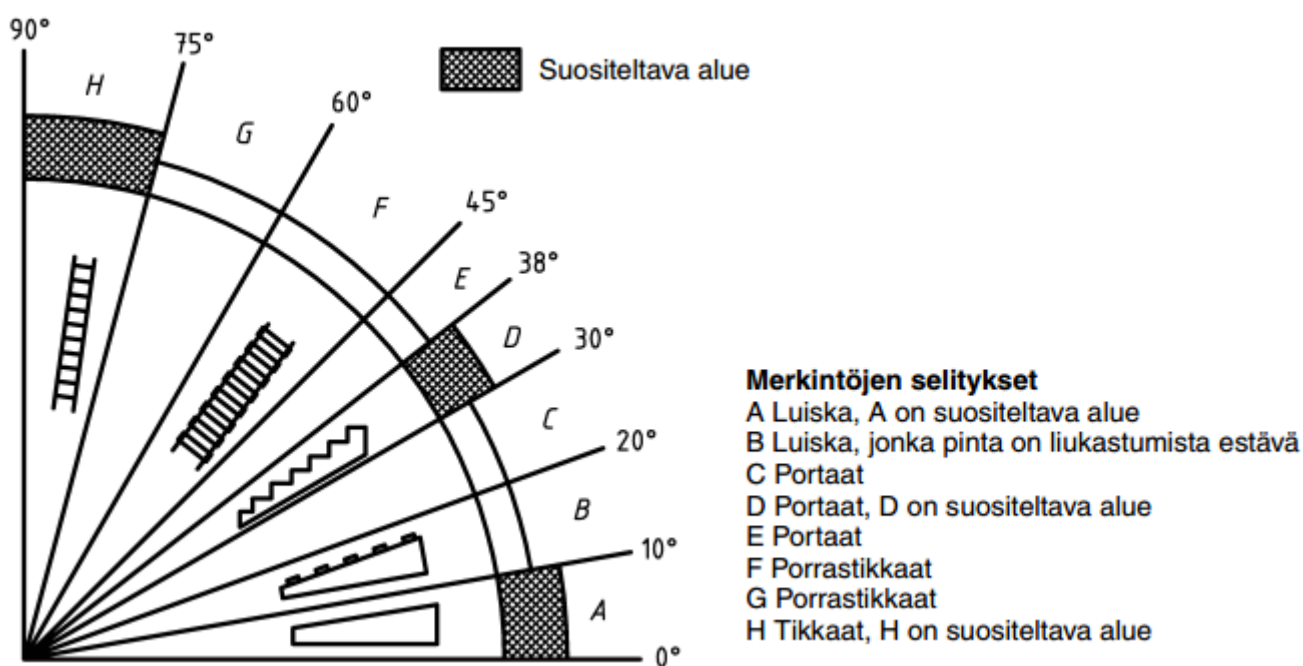 90°
75°
H
Suositeltava alue
60°
G
F
45°
E
38°
D
30°
C
20°
B
10°
A
0°
Merkintöjen selitykset
A Luiska, A on suositeltava alue
B Luiska, jonka pinta on liukastumista estävä
C Portaat
D Portaat, D on suositeltava alue
E Portaat
F Porrastikkaat
G Porrastikkaat
H Tikkaat, H on suositeltava alue